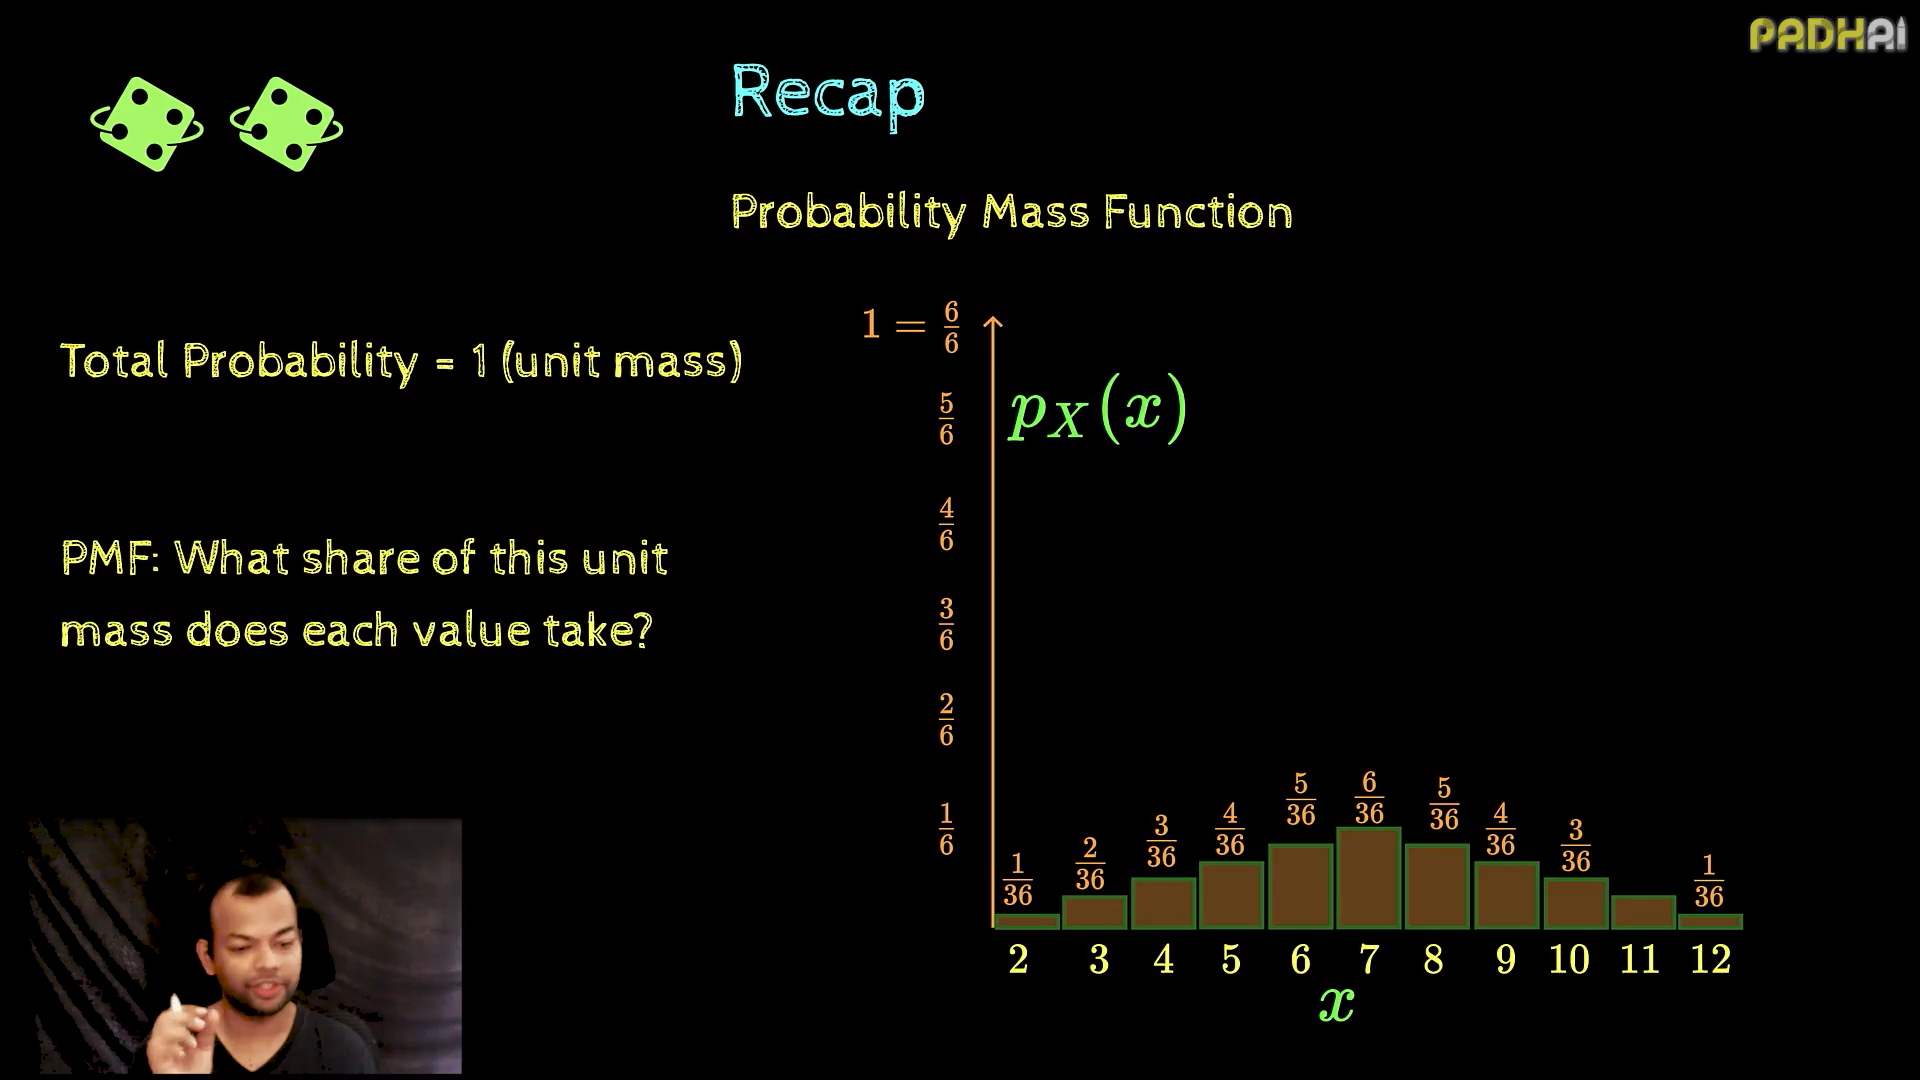 PADHAI
Recap
Probability Mass Function
Total Probability = 1 (unit mass)
PMF: What share of this unit
mass does each value take?
1 = 6/6
5/6
4/6
3/6
2/6
1/6
p_X(x)
1/36 2/36 3/36 4/36 5/36 6/36 5/36 4/36 3/36 1/36
2 3 4 5 6 7 8 9 10 11 12
x